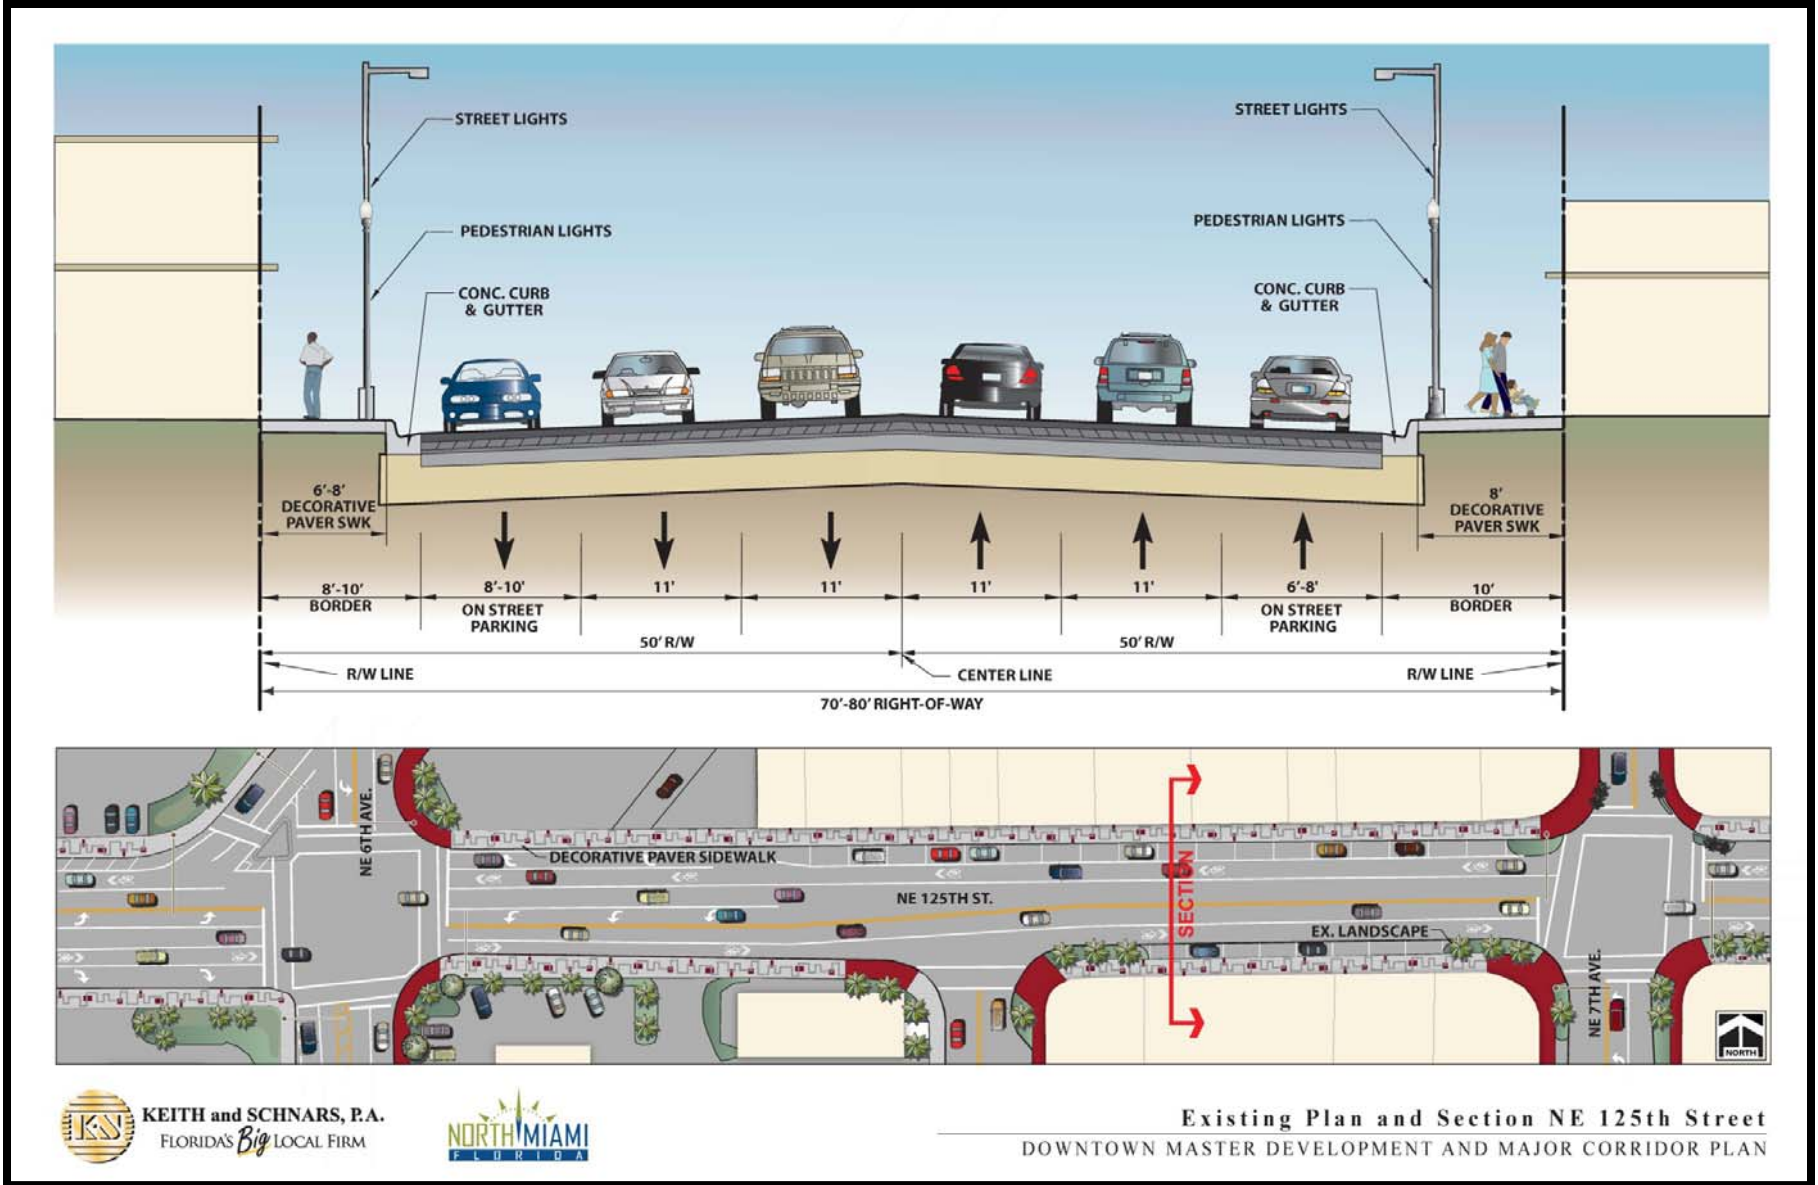 STREET LIGHTS
STREET LIGHTS
PEDESTRIAN LIGHTS
PEDESTRIAN LIGHTS
CONC. CURB
& GUTTER
CONC. CURB
& GUTTER
6'-8'
DECORATIVE
PAVER SWK
8'
DECORATIVE
PAVER SWK
8'-10'
BORDER
8'-10'
ON STREET
PARKING
11'
11'
11'
11'
6'-8'
ON STREET
PARKING
10'
BORDER
50' R/W
50' R/W
R/W LINE
CENTER LINE
R/W LINE
70'-80' RIGHT-OF-WAY
NE 6TH AVE.
DECORATIVE PAVER SIDEWALK
NE 125TH ST.
SECTION
EX. LANDSCAPE
NE 7TH AVE.
NORTH
KS
KEITH and SCHNARS, P.A.
FLORIDA'S Big LOCAL FIRM
NORTH MIAMI
FLORIDA
Existing Plan and Section NE 125th Street
DOWNTOWN MASTER DEVELOPMENT AND MAJOR CORRIDOR PLAN